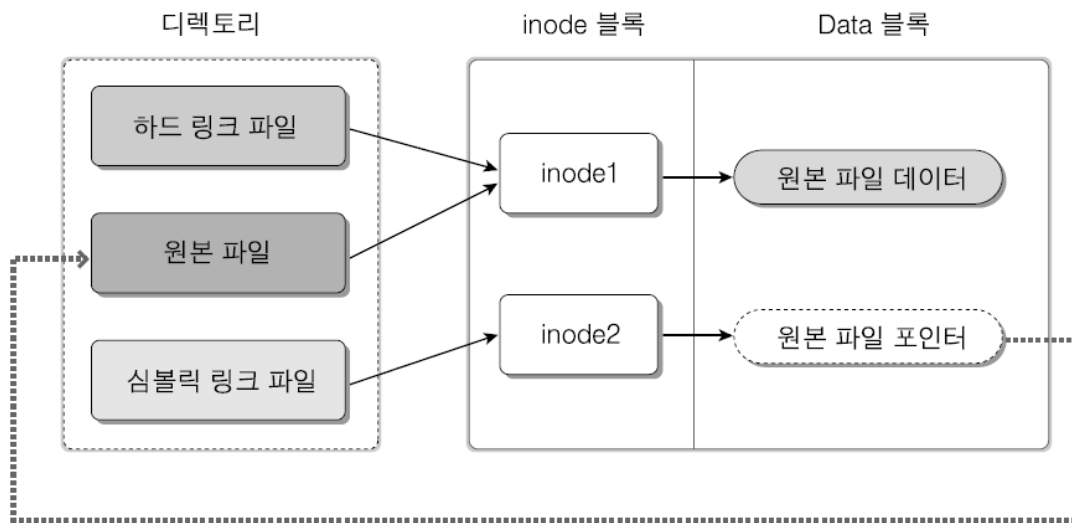 디렉토리
inode 블록
Data 블록
하드 링크 파일
원본 파일
심볼릭 링크 파일
inode1
inode2
원본 파일 데이터
원본 파일 포인터